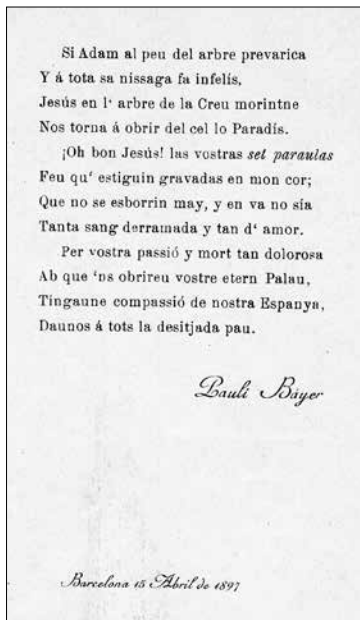 Si Adam al peu del arbre prevarica
Y á tota sa nissaga fa infelís,
Jesús en l' arbre de la Creu morintne
Nos torna á obrir del cel lo Paradís.
¡Oh bon Jesús! las vostras set paraulas
Feu qu' estiguin gravadas en mon cor;
Que no se esborrin may, y en va no sía
Tanta sang derramada y tan d' amor.
Per vostra passió y mort tan dolorosa
Ab que 'ns obrireu vostre etern Palau,
Tíngaune compassió de nostra Espanya,
Daunos á tots la desitjada pau.
Paulí Báyer
Barcelona 15 Abril de 1897